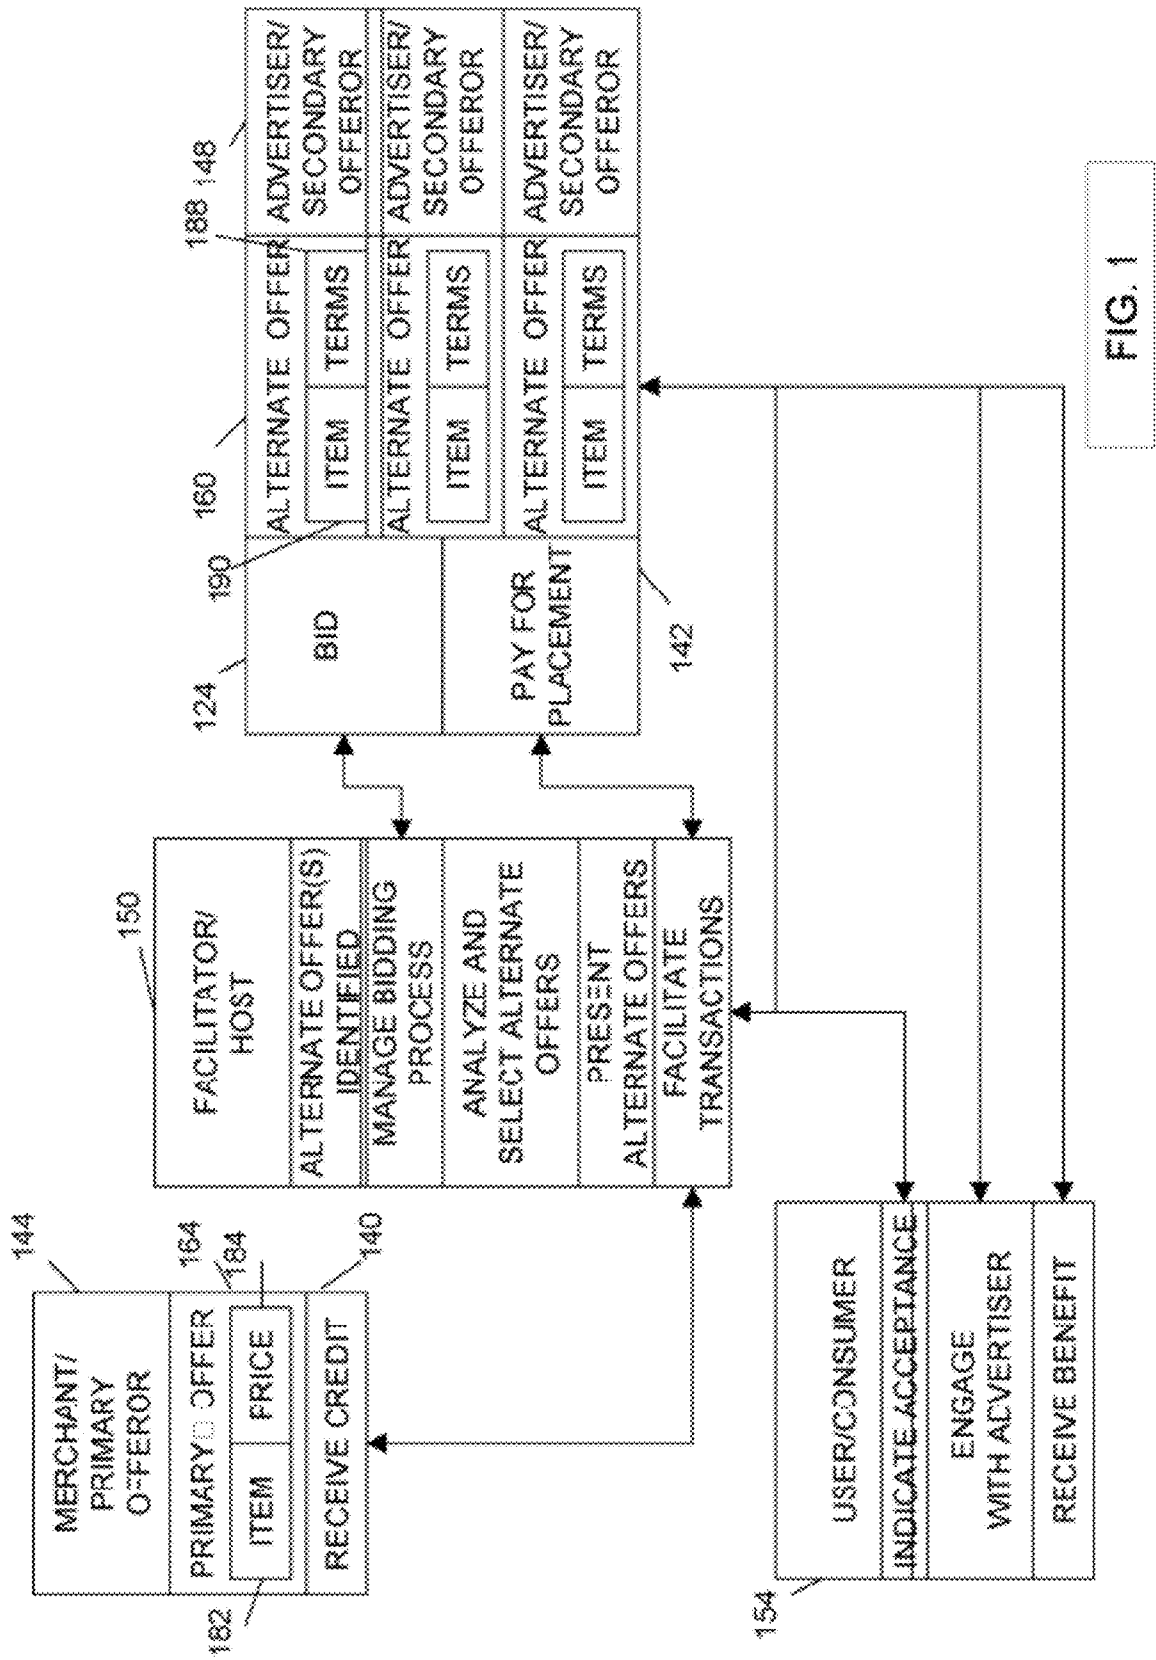 144
MERCHANT/
PRIMARY
OFFEROR
164
PRIMARY OFFER
184
ITEM
FRICE
182
140
RECEIVE CREDIT
150
FACILITATOR/
HOST
ALTERNATE OFFER(S)
IDENTIFIED
MANAGE BIDDING
PROCESS
ANALYZE AND
SELECT ALTERNATE
OFFERS
PRESENT
ALTERNATE OFFERS
FACILITATE
TRANSACTIONS
124
BID
PAY FOR
PLACEMENT
142
190
160
188
148
ALTERNATE OFFER
ITEM
TERMS
ADVERTISER/
SECONDARY
OFFEROR
ALTERNATE OFFER
ITEM
TERMS
ADVERTISER/
SECONDARY
OFFEROR
ALTERNATE OFFER
ITEM
TERMS
ADVERTISER/
SECONDARY
OFFEROR
154
USER/CONSUMER
INDICATE ACCEPTANCE
ENGAGE
WITH ADVERTISER
RECEIVE BENEFIT
FIG. 1